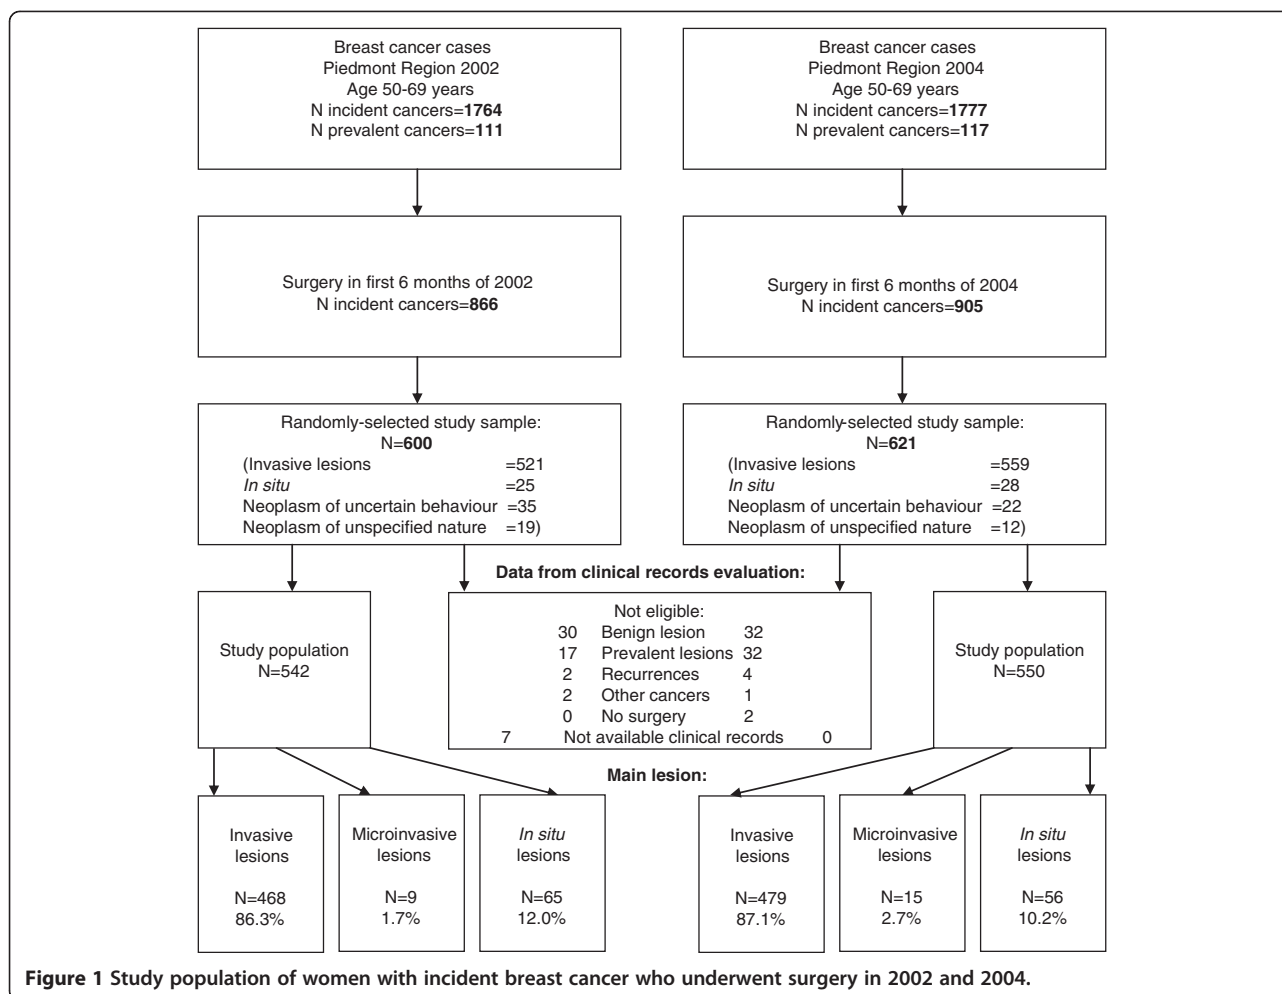 Breast cancer cases
Piedmont Region 2002
Age 50-69 years
N incident cancers=1764
N prevalent cancers=111
Breast cancer cases
Piedmont Region 2004
Age 50-69 years
N incident cancers=1777
N prevalent cancers=117
Surgery in first 6 months of 2002
N incident cancers=866
Surgery in first 6 months of 2004
N incident cancers=905
Randomly-selected study sample:
N=600
(Invasive lesions =521
In situ =25
Neoplasm of uncertain behaviour =35
Neoplasm of unspecified nature =19)
Randomly-selected study sample:
N=621
(Invasive lesions =559
In situ =28
Neoplasm of uncertain behaviour =22
Neoplasm of unspecified nature =12)
Data from clinical records evaluation:
Study population
N=542
Not eligible:
30 Benign lesion 32
17 Prevalent lesions 32
2 Recurrences 4
2 Other cancers 1
0 No surgery 2
7 Not available clinical records 0
Study population
N=550
Main lesion:
Invasive
lesions
N=468
86.3%
Microinvasive
lesions
N=9
1.7%
In situ
lesions
N=65
12.0%
Invasive
lesions
N=479
87.1%
Microinvasive
lesions
N=15
2.7%
In situ
lesions
N=56
10.2%
Figure 1 Study population of women with incident breast cancer who underwent surgery in 2002 and 2004.